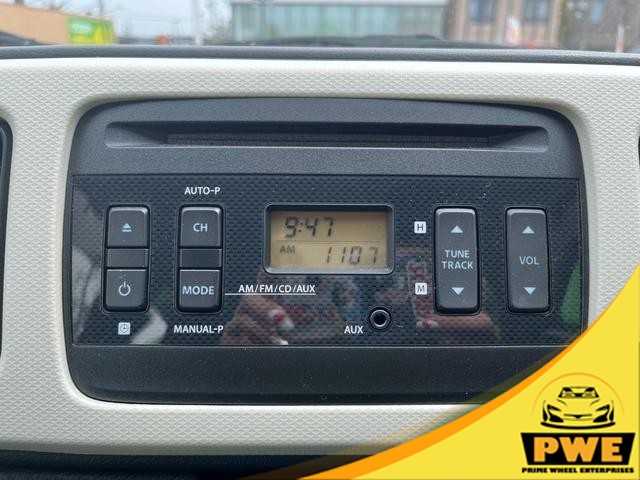 AUTO-P
CH
9:47
AM 1107
H
TUNE
TRACK
VOL
MODE
AM/FM/CD/AUX
M
MANUAL-P
AUX
PWE
PRIME WHEEL ENTERPRISES